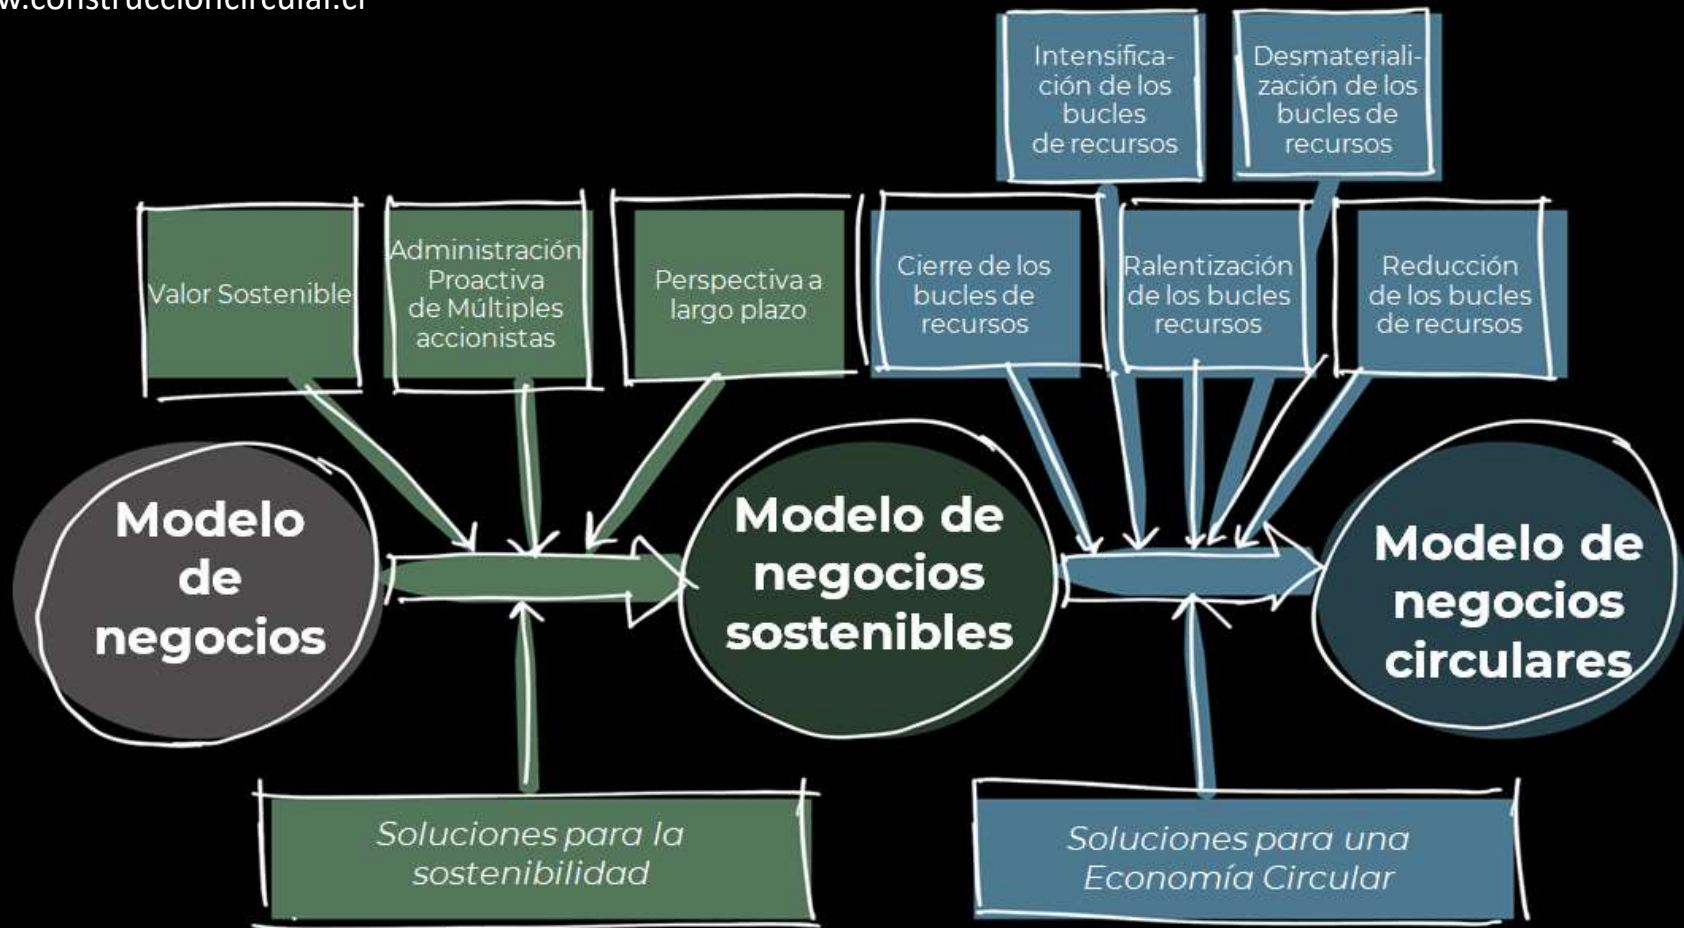 w.construccioncircular.cl
Intensifica-
ción de los
bucles
de recursos
Desmateriali-
zación de los
bucles de
recursos
Valor Sostenible
Administración
Proactiva
de Múltiples
accionistas
Perspectiva a
largo plazo
Cierre de los
bucles de
recursos
Ralentización
de los bucles
recursos
Reducción
de los bucles
de recursos
Modelo
de
negocios
Modelo de
negocios
sostenibles
Modelo de
negocios
circulares
Soluciones para la
sostenibilidad
Soluciones para una
Economía Circular